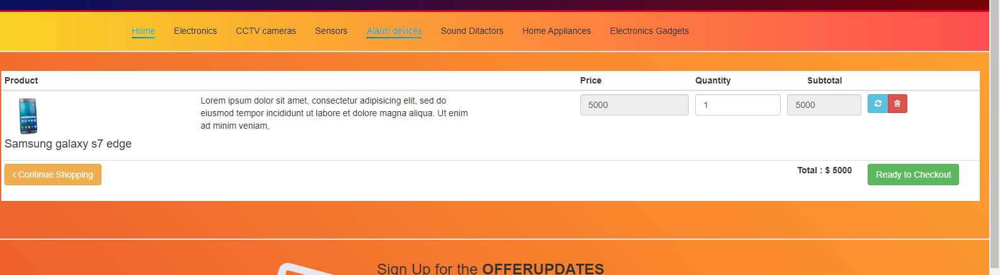 Home Electronics CCTV cameras Sensors Alarm devices Sound Ditactors Home Appliances Electronics Gadgets
Product Price Quantity Subtotal
Lorem ipsum dolor sit amet, consectetur adipisicing elit, sed do
eiusmod tempor incididunt ut labore et dolore magna aliqua. Ut enim
ad minim veniam,
5000 1 5000
Samsung galaxy s7 edge
< Continue Shopping Total : $ 5000 Ready to Checkout
Sign Up for the OFFERUPDATES